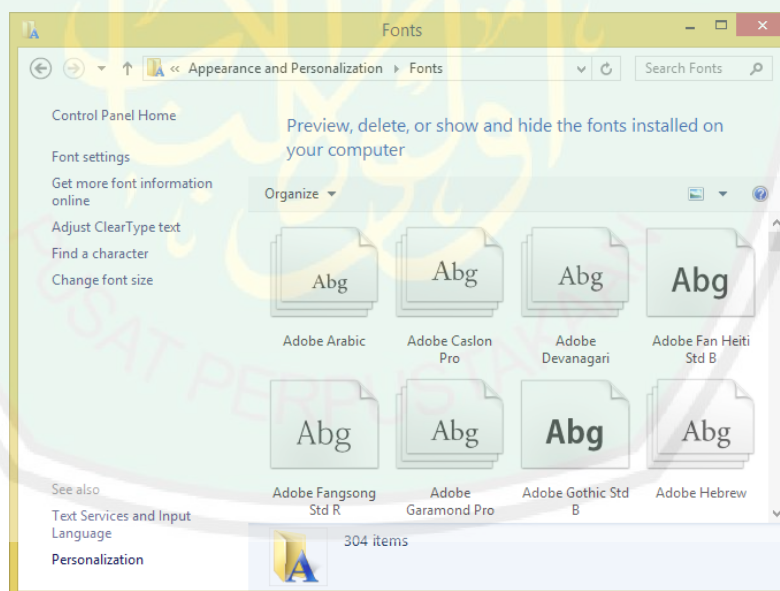 Fonts
« Appearance and Personalization ▸ Fonts
Search Fonts
Control Panel Home
Font settings
Get more font information
online
Adjust ClearType text
Find a character
Change font size
See also
Text Services and Input
Language
Personalization
Preview, delete, or show and hide the fonts installed on
your computer
Organize
Abg
Abg
Abg
Abg
Adobe Arabic
Adobe Caslon
Pro
Adobe
Devanagari
Adobe Fan Heiti
Std B
Abg
Abg
Abg
Abg
Adobe Fangsong
Std R
Adobe
Garamond Pro
Adobe Gothic Std
B
Adobe Hebrew
304 items
PUSAT PERPUSTAKAAN